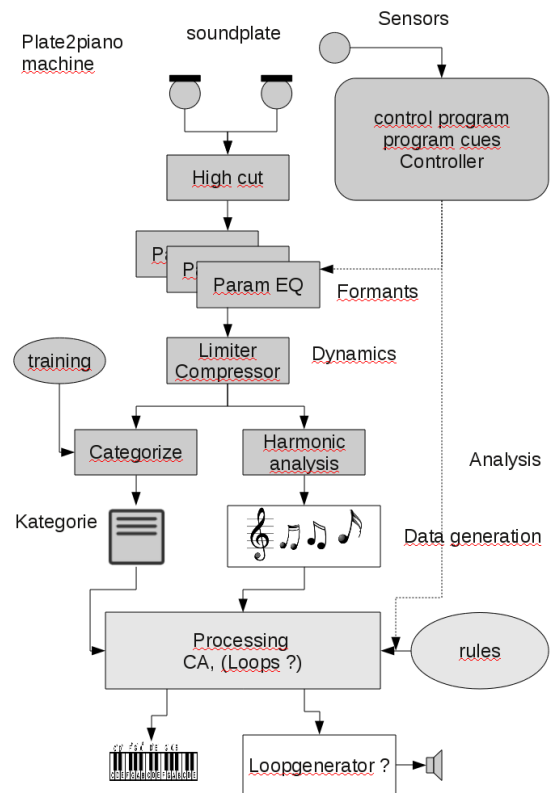 Plate2piano
machine
soundplate
Sensors
control program
program cues
Controller
High cut
Param EQ
Formants
Limiter
Compressor
Dynamics
training
Categorize
Harmonic
analysis
Analysis
Kategorie
Data generation
Processing
CA, (Loops ?)
rules
Loopgenerator ?